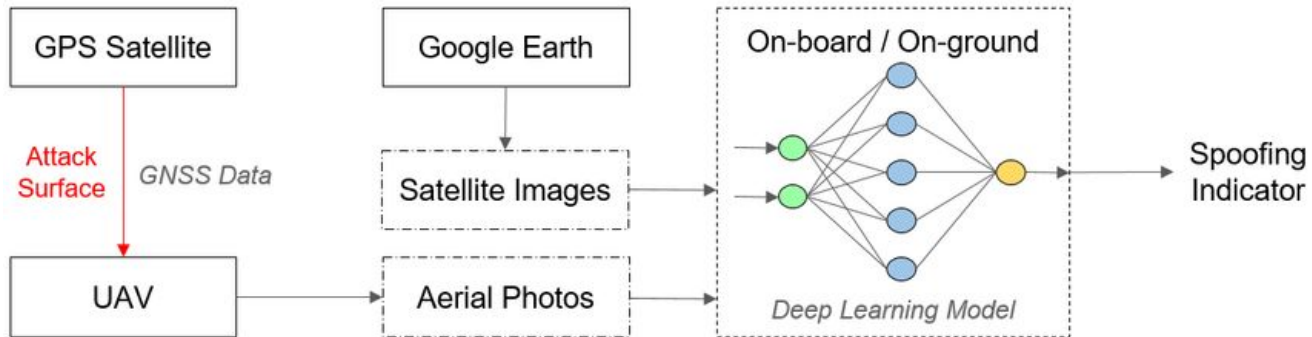 GPS Satellite
Google Earth
On-board / On-ground
Attack
Surface
GNSS Data
Satellite Images
Spoofing
Indicator
UAV
Aerial Photos
Deep Learning Model